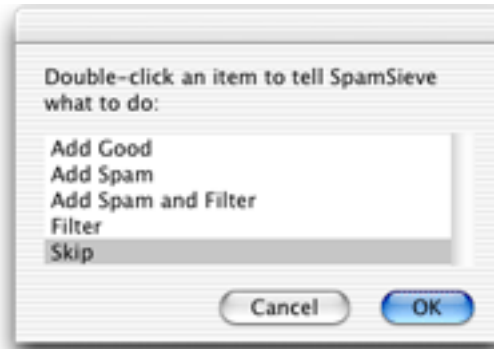 Double-click an item to tell SpamSieve
what to do:
Add Good
Add Spam
Add Spam and Filter
Filter
Skip
Cancel OK